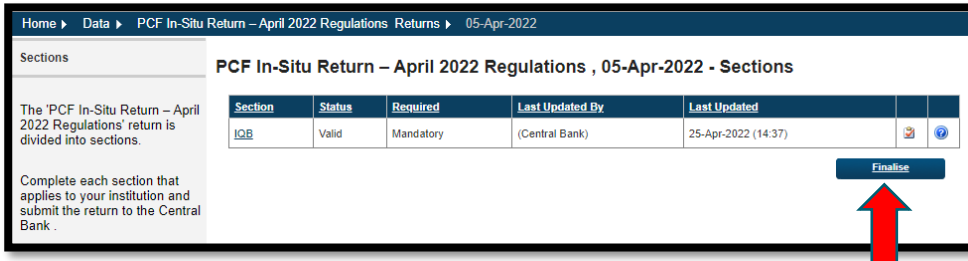 Home Data PCF In-Situ Return – April 2022 Regulations Returns 05-Apr-2022
Sections
The 'PCF In-Situ Return – April
2022 Regulations' return is
divided into sections.
Complete each section that
applies to your institution and
submit the return to the Central
Bank .
PCF In-Situ Return – April 2022 Regulations , 05-Apr-2022 - Sections
Section Status Required Last Updated By Last Updated
IQB Valid Mandatory (Central Bank) 25-Apr-2022 (14:37)
Finalise